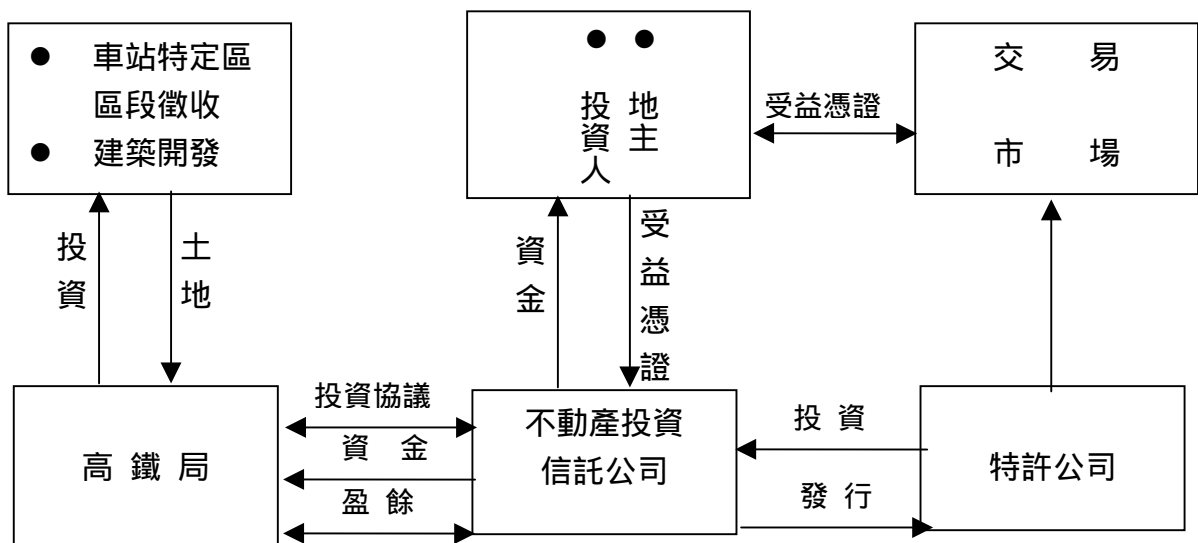 ● 車站特定區
區段徵收
● 建築開發
● ●
投資人
地主
受益憑證
交 易
市 場
投資
土地
資金
受益憑證
高 鐵 局
投資協議
資 金
盈 餘
不動產投資
信託公司
投 資
發 行
特許公司